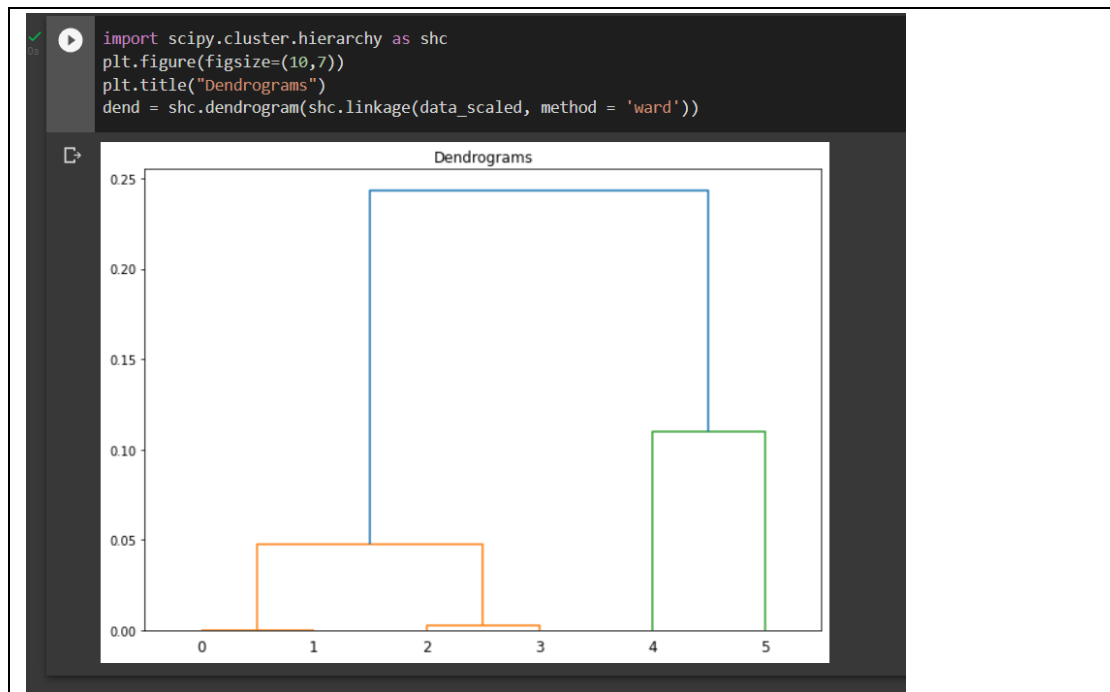 import scipy.cluster.hierarchy as shc
plt.figure(figsize=(10,7))
plt.title("Dendrograms")
dend = shc.dendrogram(shc.linkage(data_scaled, method = 'ward'))
0s
Dendrograms
0.25
0.20
0.15
0.10
0.05
0.00
0 1 2 3 4 5